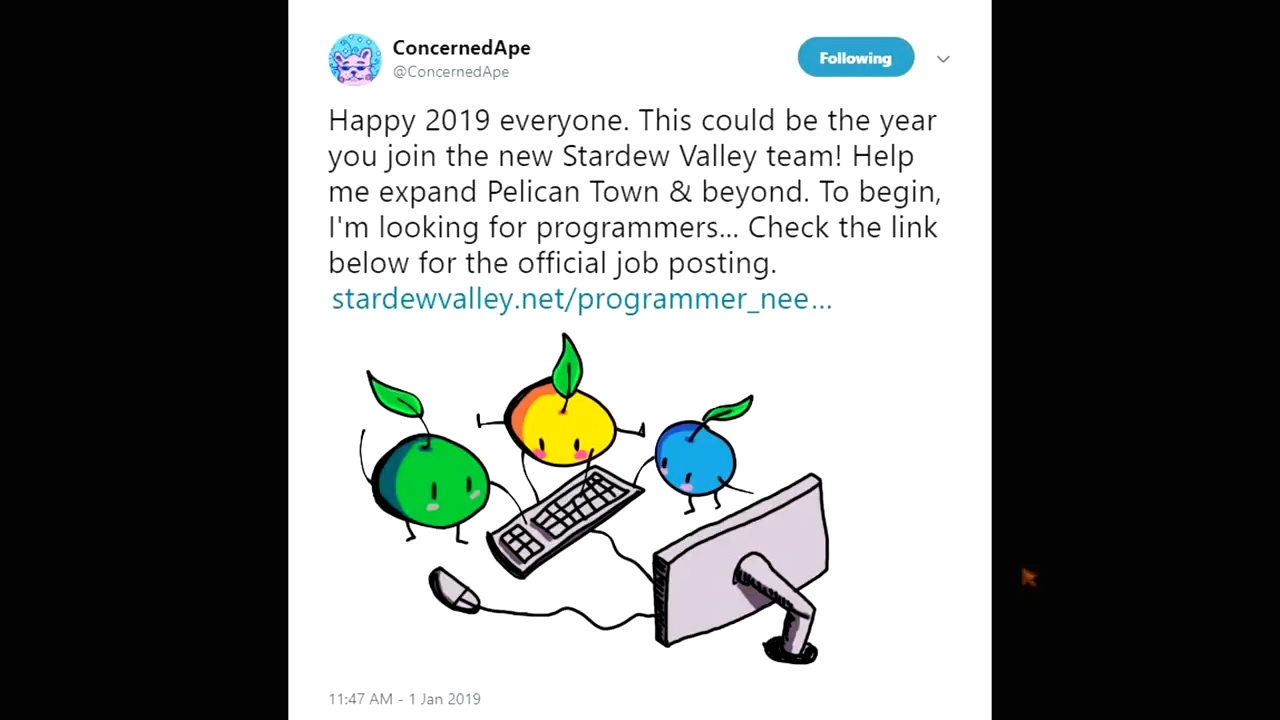 ConcernedApe
@ConcernedApe
Following
Happy 2019 everyone. This could be the year
you join the new Stardew Valley team! Help
me expand Pelican Town & beyond. To begin,
I'm looking for programmers... Check the link
below for the official job posting.
stardewvalley.net/programmer_nee...
11:47 AM - 1 Jan 2019